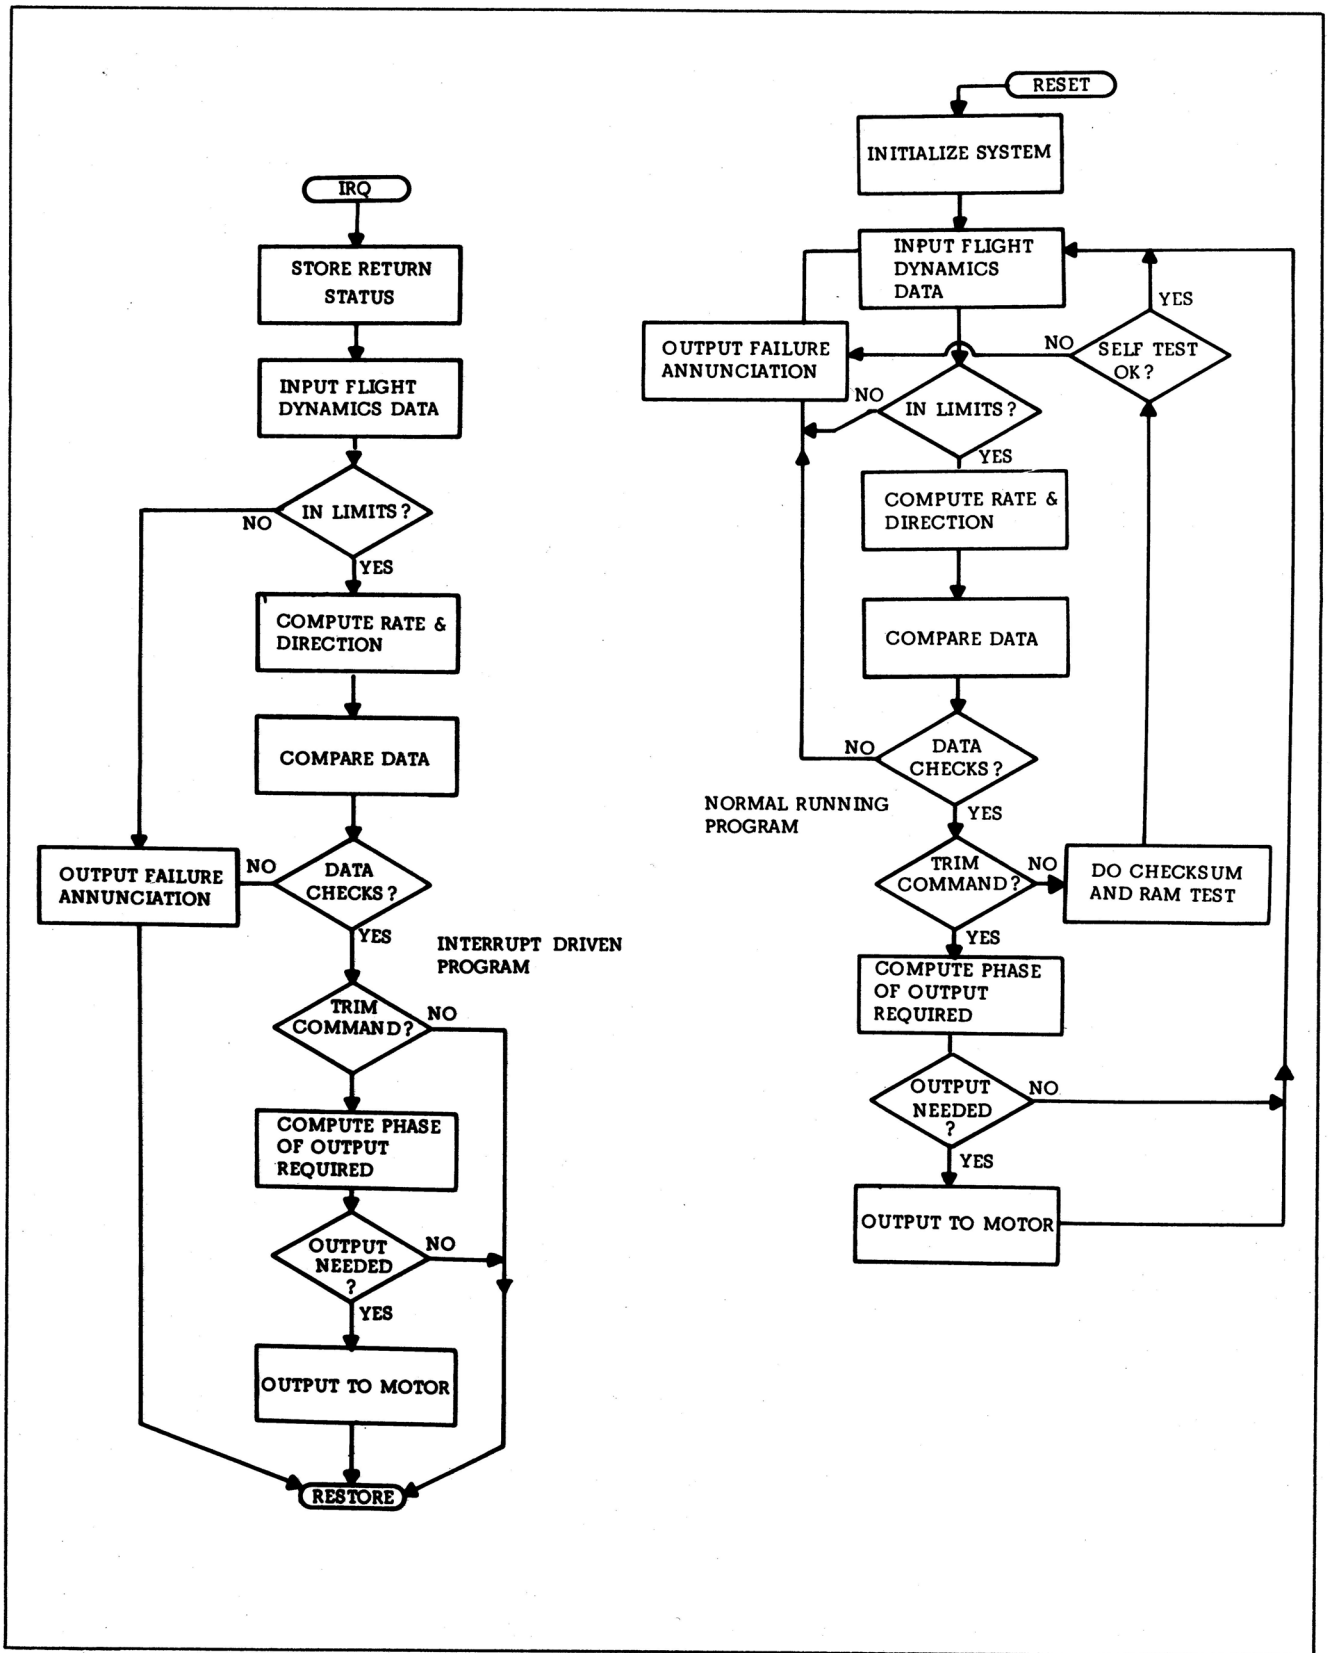 IRQ
STORE RETURN
STATUS
INPUT FLIGHT
DYNAMICS DATA
IN LIMITS?
NO
YES
COMPUTE RATE &
DIRECTION
COMPARE DATA
DATA
CHECKS?
NO
OUTPUT FAILURE
ANNUNCIATION
YES
INTERRUPT DRIVEN
PROGRAM
TRIM
COMMAND?
NO
COMPUTE PHASE
OF OUTPUT
REQUIRED
OUTPUT
NEEDED
?
NO
YES
OUTPUT TO MOTOR
RESTORE
RESET
INITIALIZE SYSTEM
INPUT FLIGHT
DYNAMICS
DATA
YES
SELF TEST
OK?
NO
OUTPUT FAILURE
ANNUNCIATION
IN LIMITS?
NO
YES
COMPUTE RATE &
DIRECTION
COMPARE DATA
DATA
CHECKS?
NO
YES
NORMAL RUNNING
PROGRAM
TRIM
COMMAND?
NO
DO CHECKSUM
AND RAM TEST
YES
COMPUTE PHASE
OF OUTPUT
REQUIRED
OUTPUT
NEEDED
?
NO
YES
OUTPUT TO MOTOR